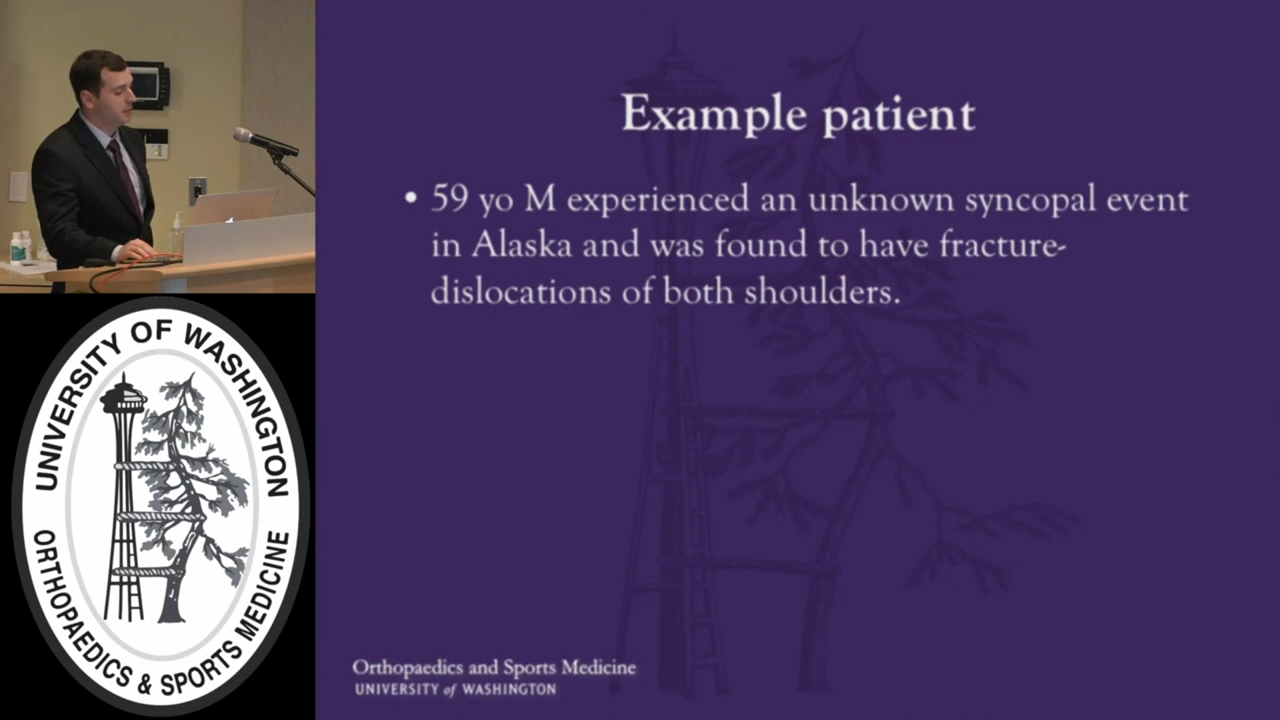 Example patient
• 59 yo M experienced an unknown syncopal event
in Alaska and was found to have fracture-
dislocations of both shoulders.
UNIVERSITY OF WASHINGTON
ORTHOPAEDICS & SPORTS MEDICINE
Orthopaedics and Sports Medicine
UNIVERSITY of WASHINGTON